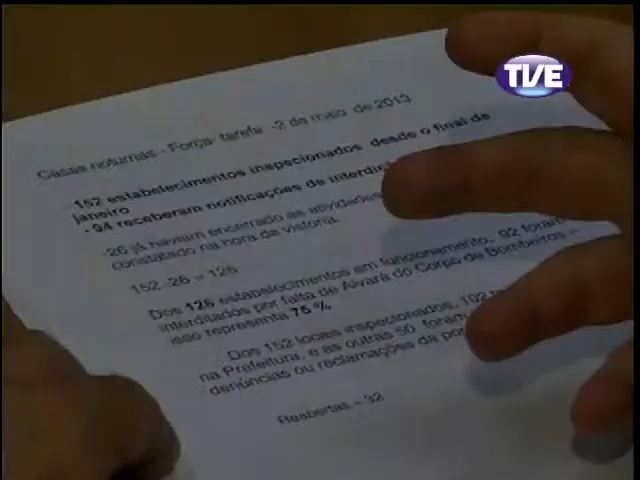 TVE
Casas noturnas - Força- tarefa -2 de maio de 2013
- 152 estabelecimentos inspecionados desde o final de
janeiro
- 94 receberam notificações de
-26 já haviam encerrado as atividades
constatado na hora da vistoria.
152 -26 = 126
Dos 126 estabelecimentos em funcionamento, 92 foram
interditados por falta de Alvará do Corpo de Bombeiros –
isso representa 75 %
Dos 152 locais inspecionados, 102
na Prefeitura, e as outras 50 foram
denúncias ou reclamações da
Reabertas – 32